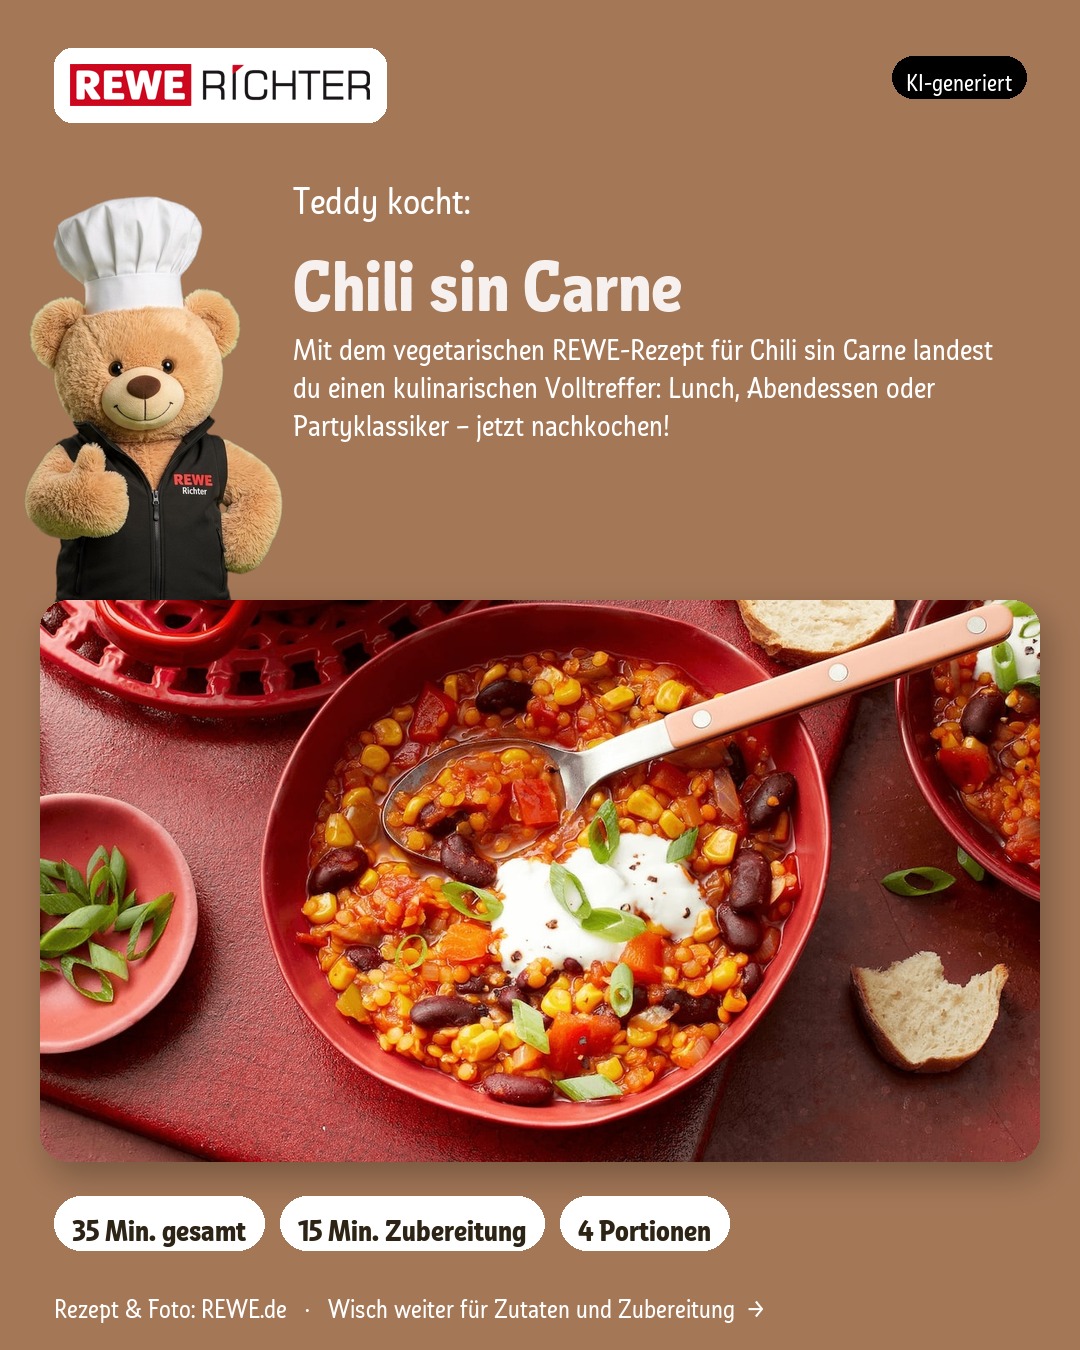 REWE RICHTER
KI-generiert
Teddy kocht:
Chili sin Carne
Mit dem vegetarischen REWE-Rezept für Chili sin Carne landest
du einen kulinarischen Volltreffer: Lunch, Abendessen oder
Partyklassiker – jetzt nachkochen!
REWE
Richter
35 Min. gesamt
15 Min. Zubereitung
4 Portionen
Rezept & Foto: REWE.de · Wisch weiter für Zutaten und Zubereitung →